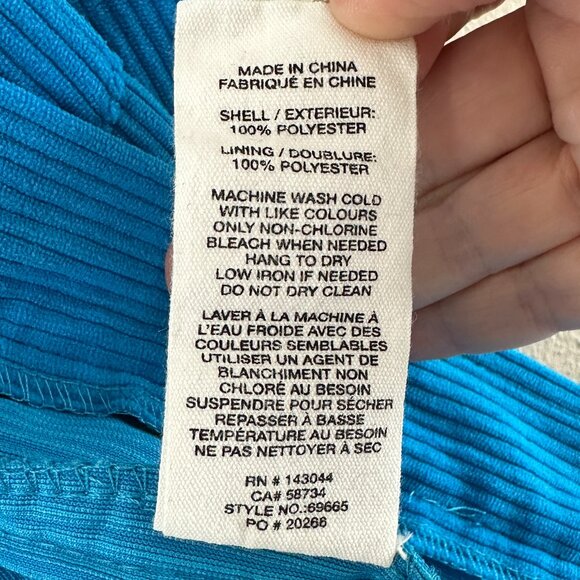 MADE IN CHINA
FABRIQUÉ EN CHINE
SHELL / EXTERIEUR:
100% POLYESTER
LINING / DOUBLURE:
100% POLYESTER
MACHINE WASH COLD
WITH LIKE COLOURS
ONLY NON-CHLORINE
BLEACH WHEN NEEDED
HANG TO DRY
LOW IRON IF NEEDED
DO NOT DRY CLEAN
LAVER À LA MACHINE À
L'EAU FROIDE AVEC DES
COULEURS SEMBLABLES
UTILISER UN AGENT DE
BLANCHIMENT NON
CHLORÉ AU BESOIN
SUSPENDRE POUR SÉCHER
REPASSER À BASSE
TEMPÉRATURE AU BESOIN
NE PAS NETTOYER À SEC
RN # 143044
CA# 58734
STYLE NO.:69665
PO # 20266